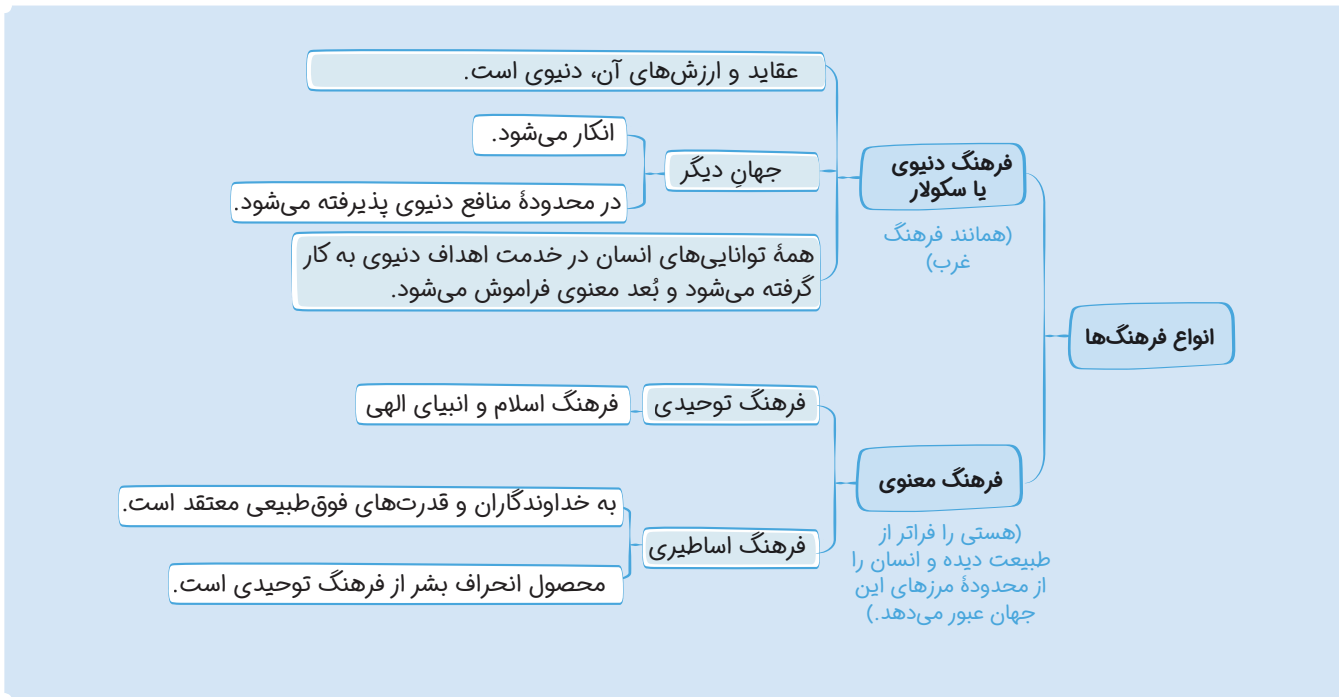 انواع فرهنگ‌ها
فرهنگ دنیوی
یا سکولار
(همانند فرهنگ
غرب)
عقاید و ارزش‌های آن، دنیوی است.
جهانِ دیگر
انکار می‌شود.
در محدودۀ منافع دنیوی پذیرفته می‌شود.
همۀ توانایی‌های انسان در خدمت اهداف دنیوی به کار
گرفته می‌شود و بُعد معنوی فراموش می‌شود.
فرهنگ معنوی
(هستی را فراتر از
طبیعت دیده و انسان را
از محدودۀ مرزهای این
جهان عبور می‌دهد.)
فرهنگ توحیدی
فرهنگ اسلام و انبیای الهی
فرهنگ اساطیری
به خداوندگاران و قدرت‌های فوق‌طبیعی معتقد است.
محصول انحراف بشر از فرهنگ توحیدی است.